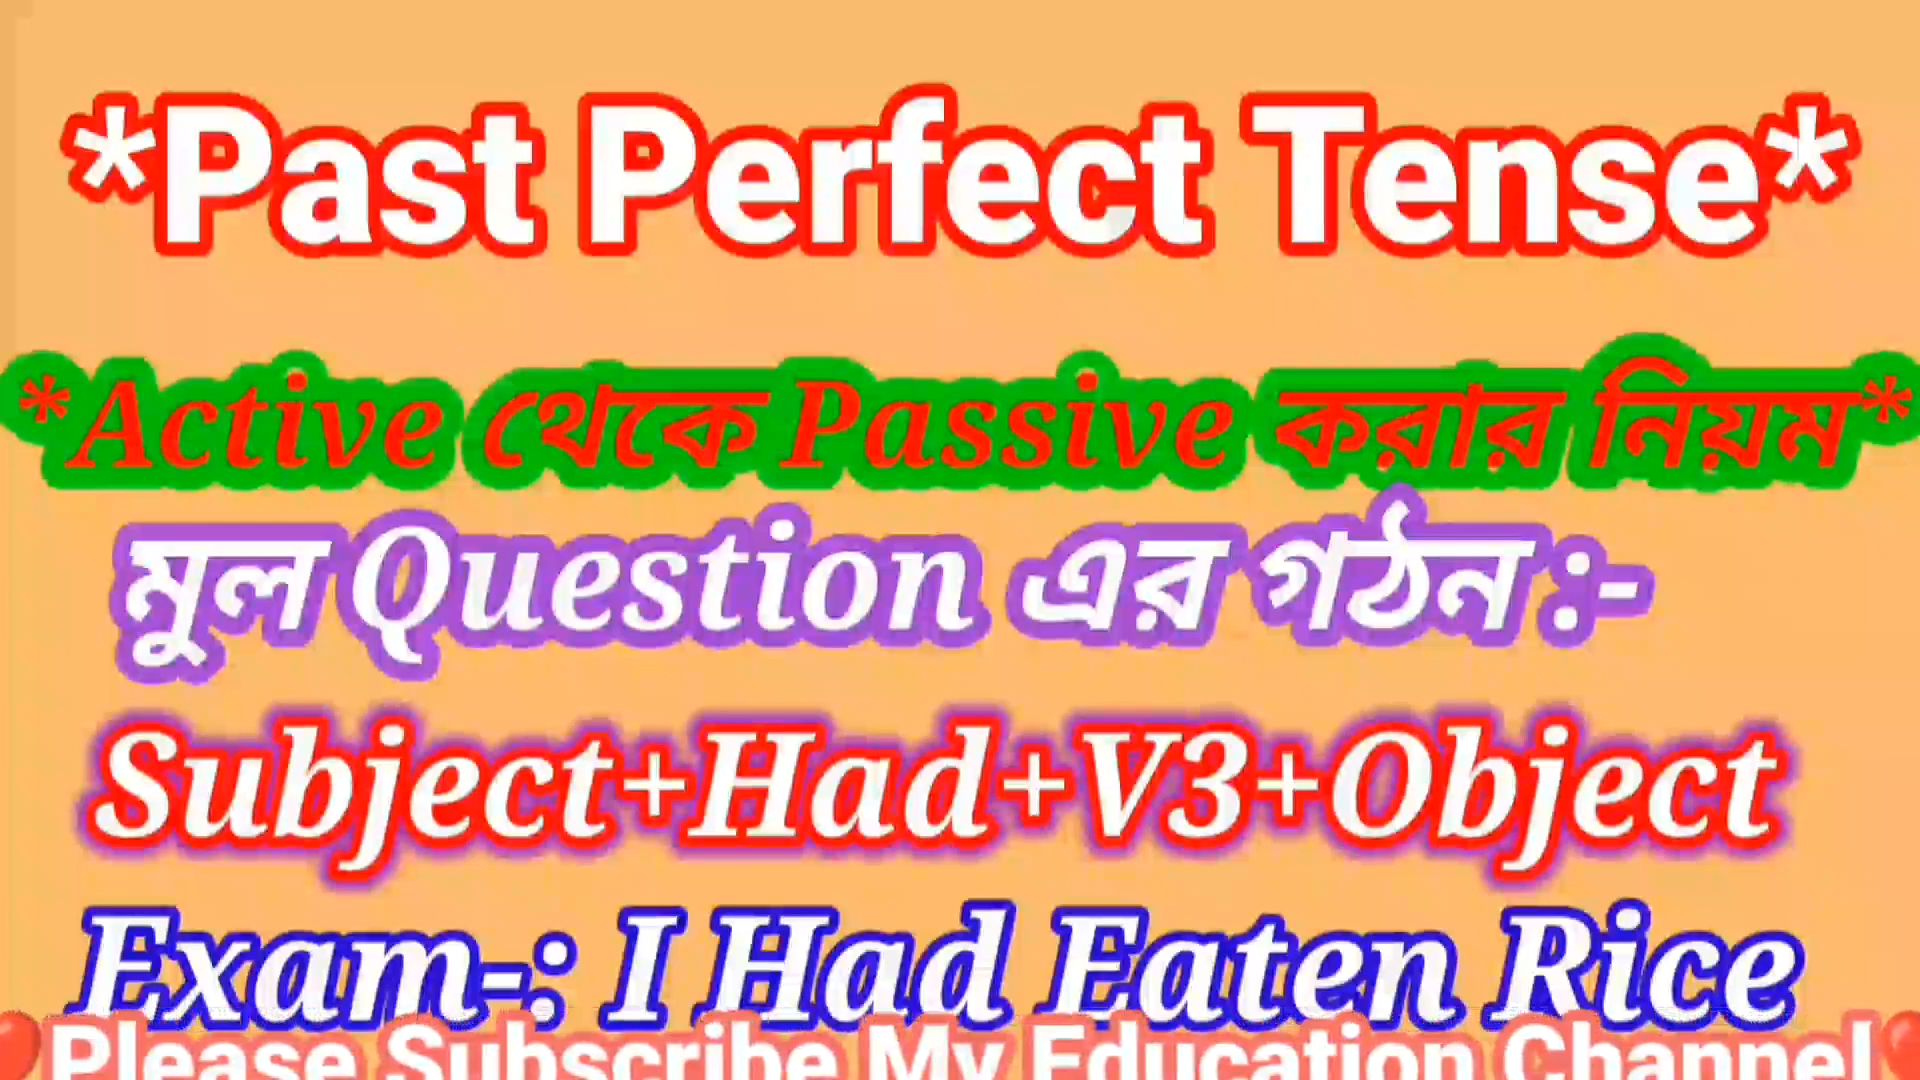 *Past Perfect Tense*
*Active থেকে Passive করার নিয়ম*
মুল Question এর গঠন :-
Subject+Had+V3+Object
Exam-: I Had Eaten Rice
Please Subscribe My Education Channel